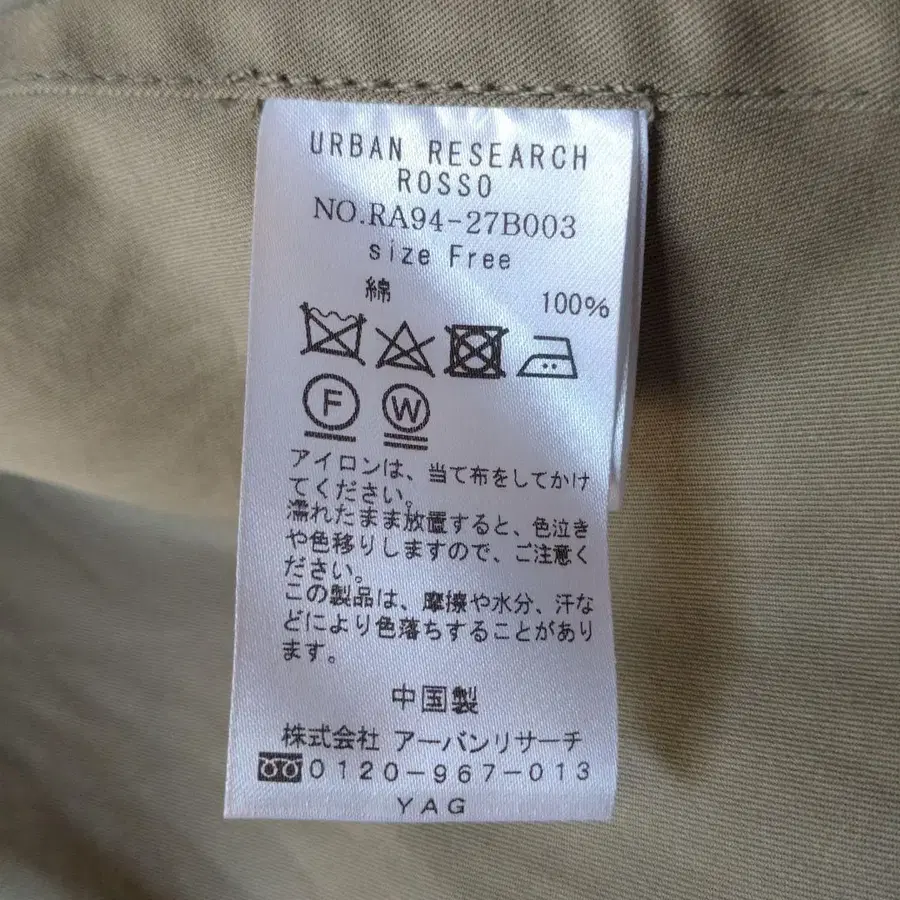 URBAN RESEARCH
ROSSO
NO.RA94-27B003
size Free
綿 100%
F W
アイロンは、当て布をしてかけ
てください。
濡れたまま放置すると、色泣き
や色移りしますので、ご注意く
ださい。
この製品は、摩擦や水分、汗な
どにより色落ちすることがあり
ます。
中国製
株式会社 アーバンリサーチ
0120-967-013
YAG